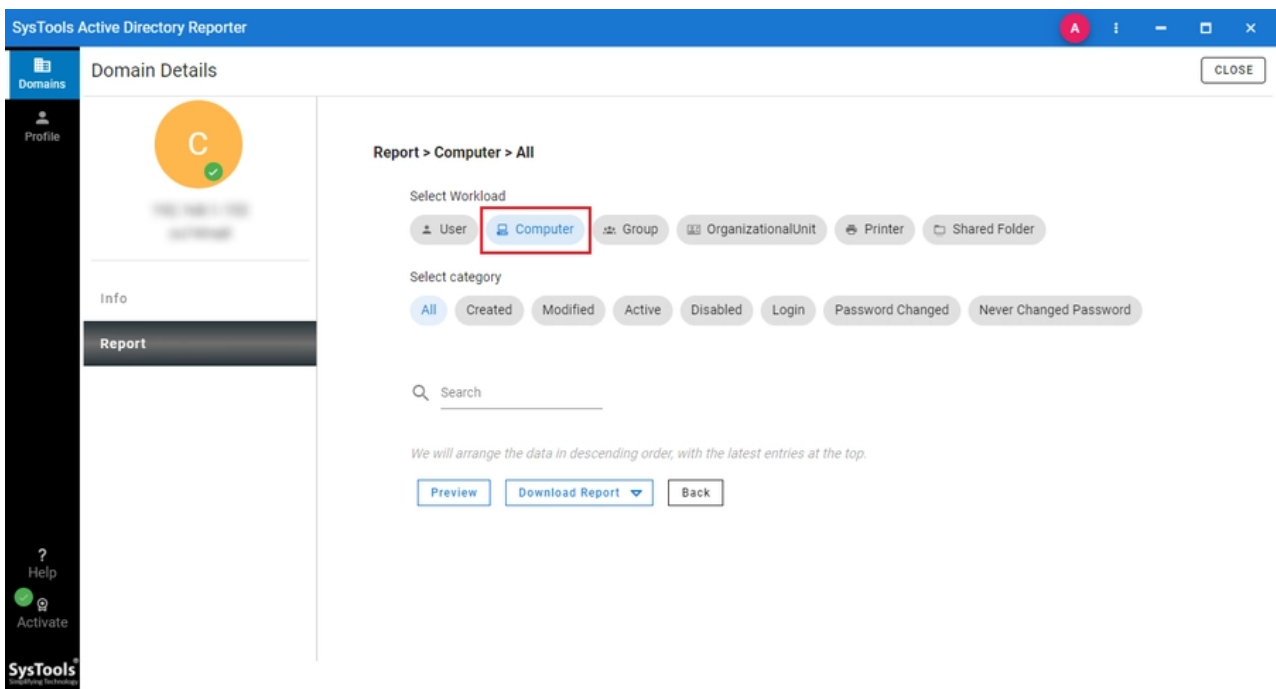 SysTools Active Directory Reporter
A
Domains
Domain Details
CLOSE
Profile
C
Report > Computer > All
Select Workload
User Computer Group OrganizationalUnit Printer Shared Folder
Select category
All Created Modified Active Disabled Login Password Changed Never Changed Password
Info
Report
Search
We will arrange the data in descending order, with the latest entries at the top.
Preview Download Report Back
?
Help
Activate
SysTools®
Simplifying Technology